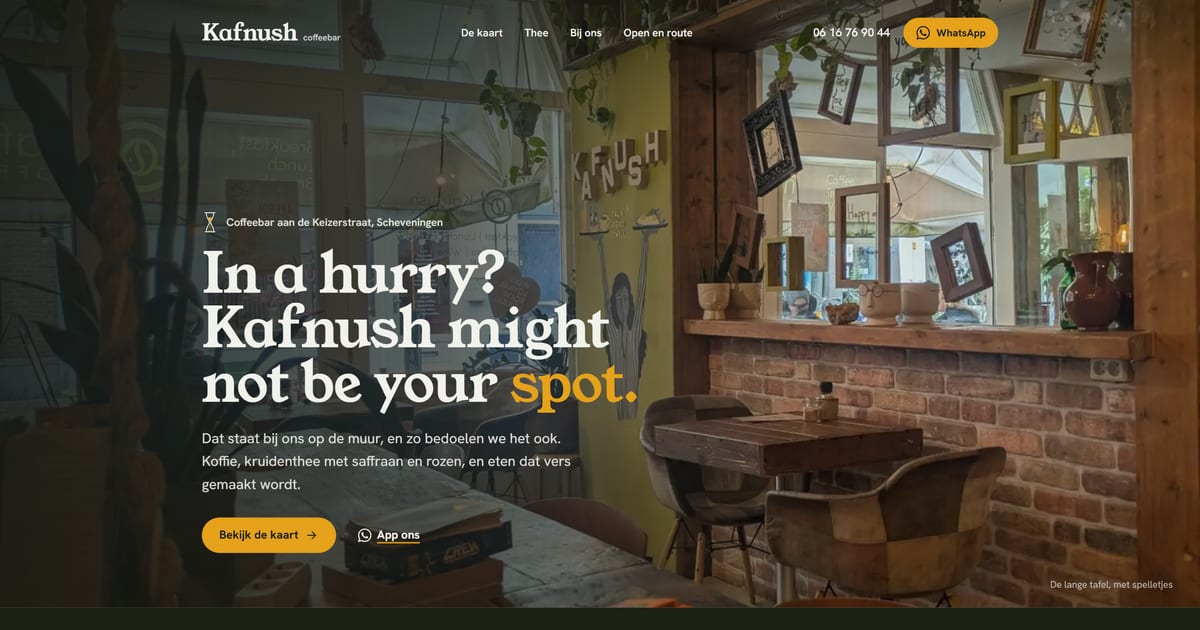 Kafnush coffeebar
De kaart
Thee
Bij ons
Open en route
06 16 76 90 44
WhatsApp
KAFNUSH
Coffeebar aan de Keizerstraat, Scheveningen
In a hurry?
Kafnush might
not be your spot.
Dat staat bij ons op de muur, en zo bedoelen we het ook.
Koffie, kruidenthee met saffraan en rozen, en eten dat vers
gemaakt wordt.
Bekijk de kaart →
App ons
De lange tafel, met spelletjes